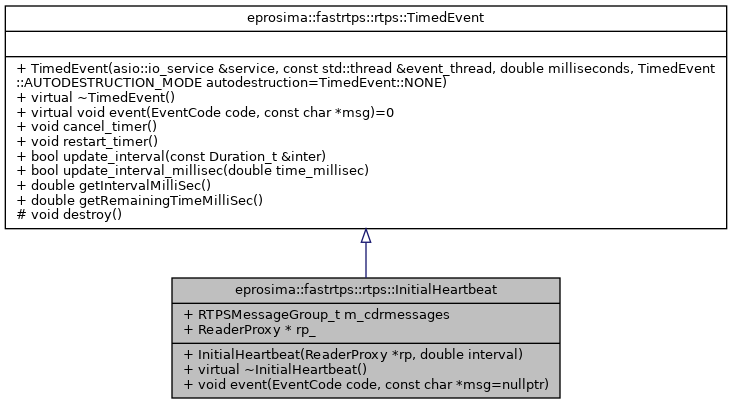 eprosima::fastrtps::rtps::TimedEvent
+ TimedEvent(asio::io_service &service, const std::thread &event_thread, double milliseconds, TimedEvent
::AUTODESTRUCTION_MODE autodestruction=TimedEvent::NONE)
+ virtual ~TimedEvent()
+ virtual void event(EventCode code, const char *msg)=0
+ void cancel_timer()
+ void restart_timer()
+ bool update_interval(const Duration_t &inter)
+ bool update_interval_millisec(double time_millisec)
+ double getIntervalMilliSec()
+ double getRemainingTimeMilliSec()
# void destroy()
eprosima::fastrtps::rtps::InitialHeartbeat
+ RTPSMessageGroup_t m_cdrmessages
+ ReaderProxy * rp_
+ InitialHeartbeat(ReaderProxy *rp, double interval)
+ virtual ~InitialHeartbeat()
+ void event(EventCode code, const char *msg=nullptr)